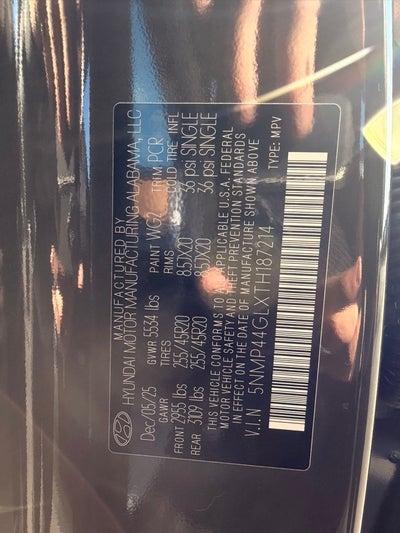 MANUFACTURED BY
HYUNDAI MOTOR MANUFACTURING ALABAMA, LLC
Dec/05/25 GVWR 5534 lbs PAINT WG2 TRIM PCR
GAWR TIRES RIMS COLD TIRE INFL
FRONT 2955 lbs 255/45R20 8.5JX20 36 psi SINGLE
REAR 3109 lbs 255/45R20 8.5JX20 36 psi SINGLE
THIS VEHICLE CONFORMS TO ALL APPLICABLE U.S.A. FEDERAL
MOTOR VEHICLE SAFETY AND THEFT PREVENTION STANDARDS
IN EFFECT ON THE DATE OF MANUFACTURE SHOWN ABOVE
V.I.N 5NMP44GLXTH187214 TYPE: MPV